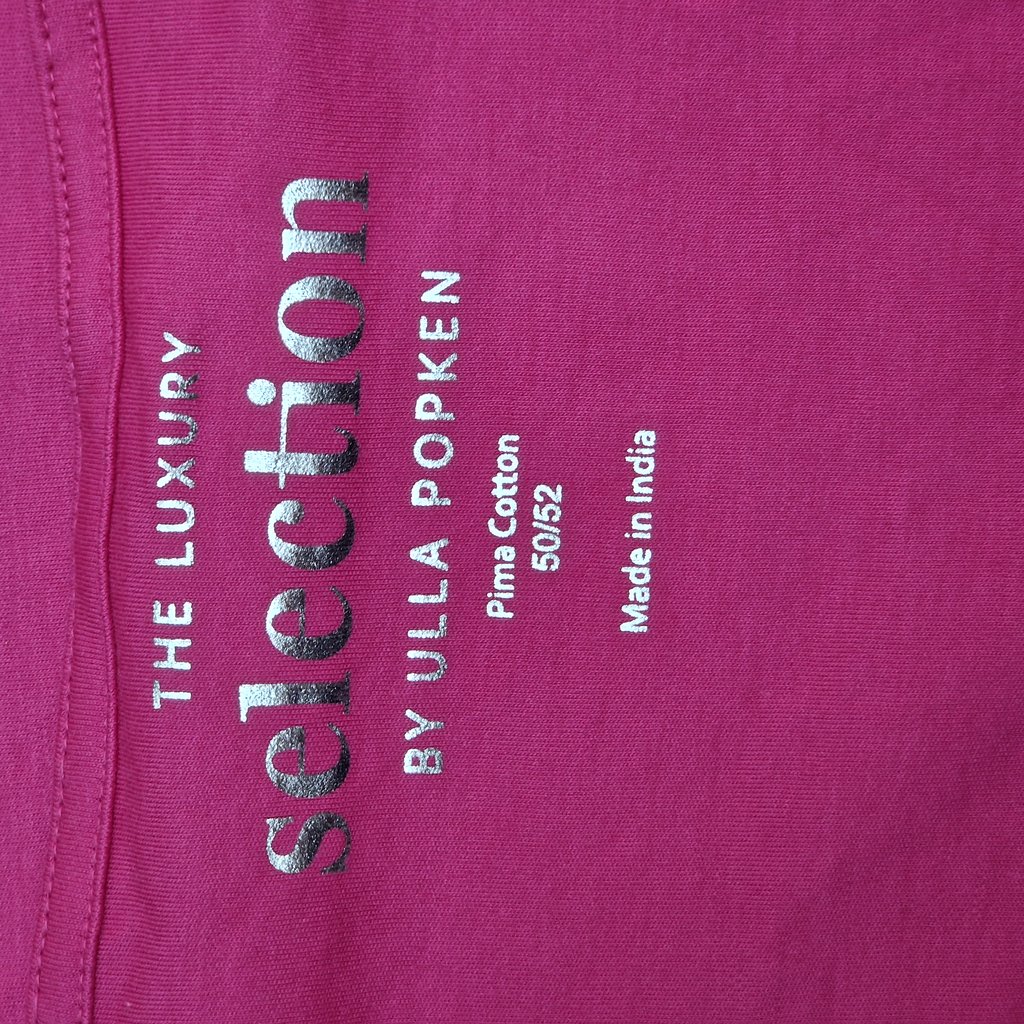 THE LUXURY
selection
BY ULLA POPKEN
Pima Cotton
50/52
Made in India